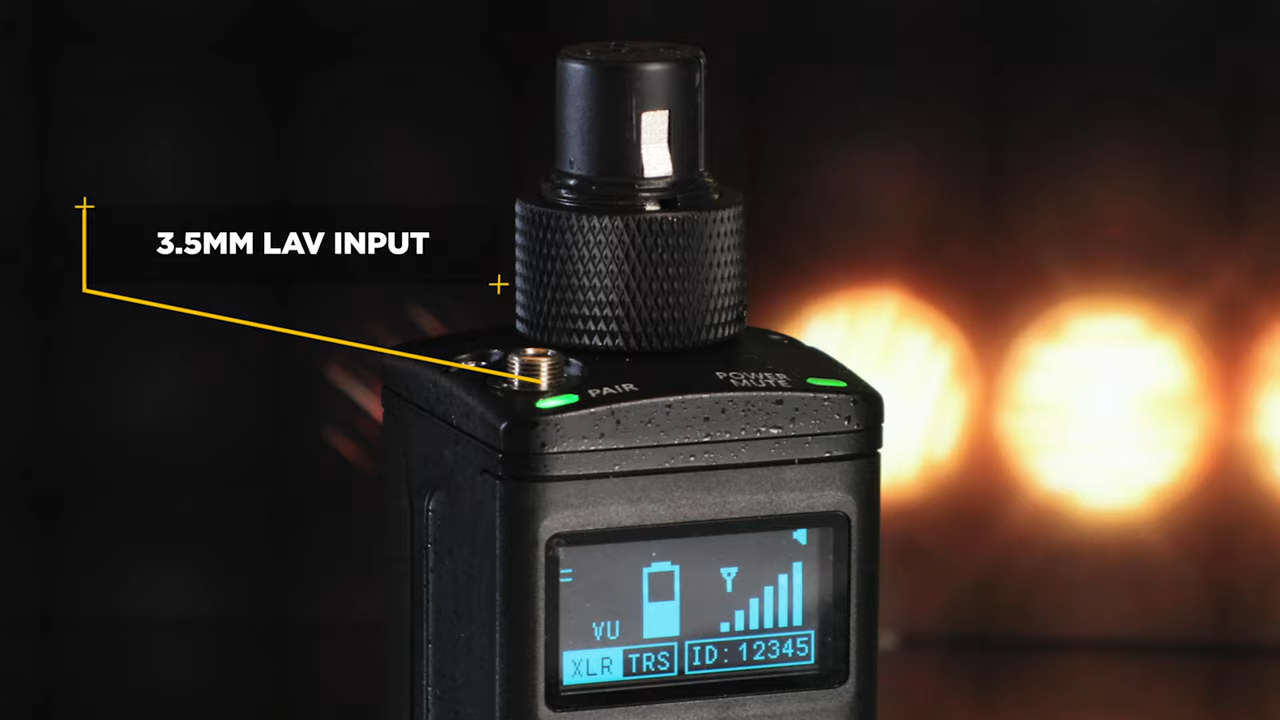 3.5MM LAV INPUT
PAIR
POWER
MUTE
VU
XLR TRS ID:12345